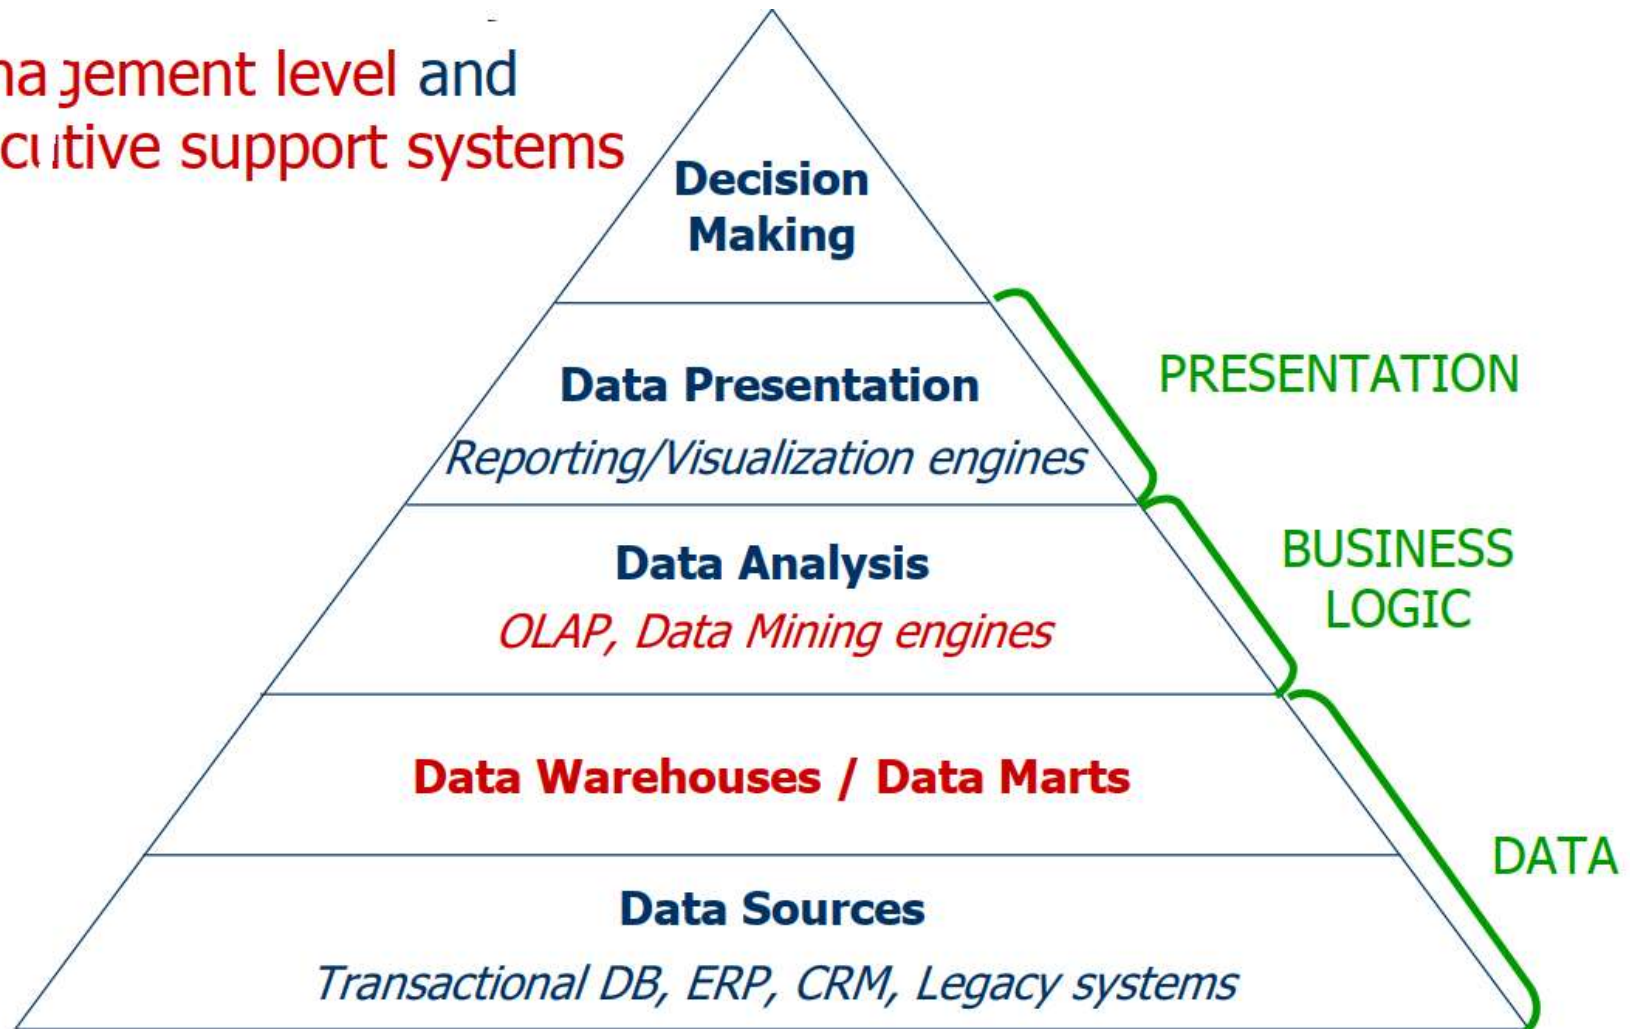 level and
support systems
Decision
Making
Data Presentation
Reporting/Visualization engines
PRESENTATION
Data Analysis
OLAP, Data Mining engines
BUSINESS
LOGIC
Data Warehouses / Data Marts
DATA
Data Sources
Transactional DB, ERP, CRM, Legacy systems